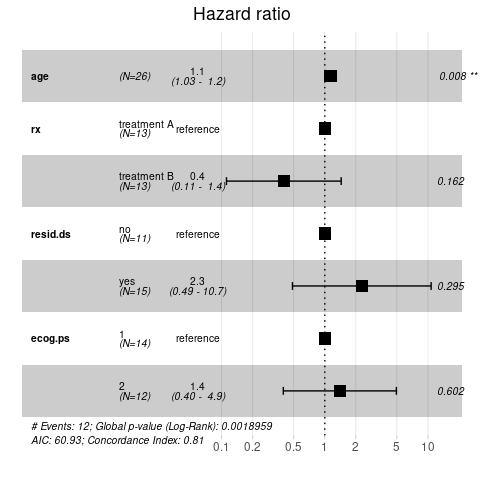 Hazard ratio
age (N=26) 1.1 (1.03 - 1.2) 0.008 **
rx treatment A (N=13) reference
treatment B (N=13) 0.4 (0.11 - 1.4) 0.162
resid.ds no (N=11) reference
yes (N=15) 2.3 (0.49 - 10.7) 0.295
ecog.ps 1 (N=14) reference
2 (N=12) 1.4 (0.40 - 4.9) 0.602
# Events: 12; Global p-value (Log-Rank): 0.0018959
AIC: 60.93; Concordance Index: 0.81
0.1 0.2 0.5 1 2 5 10